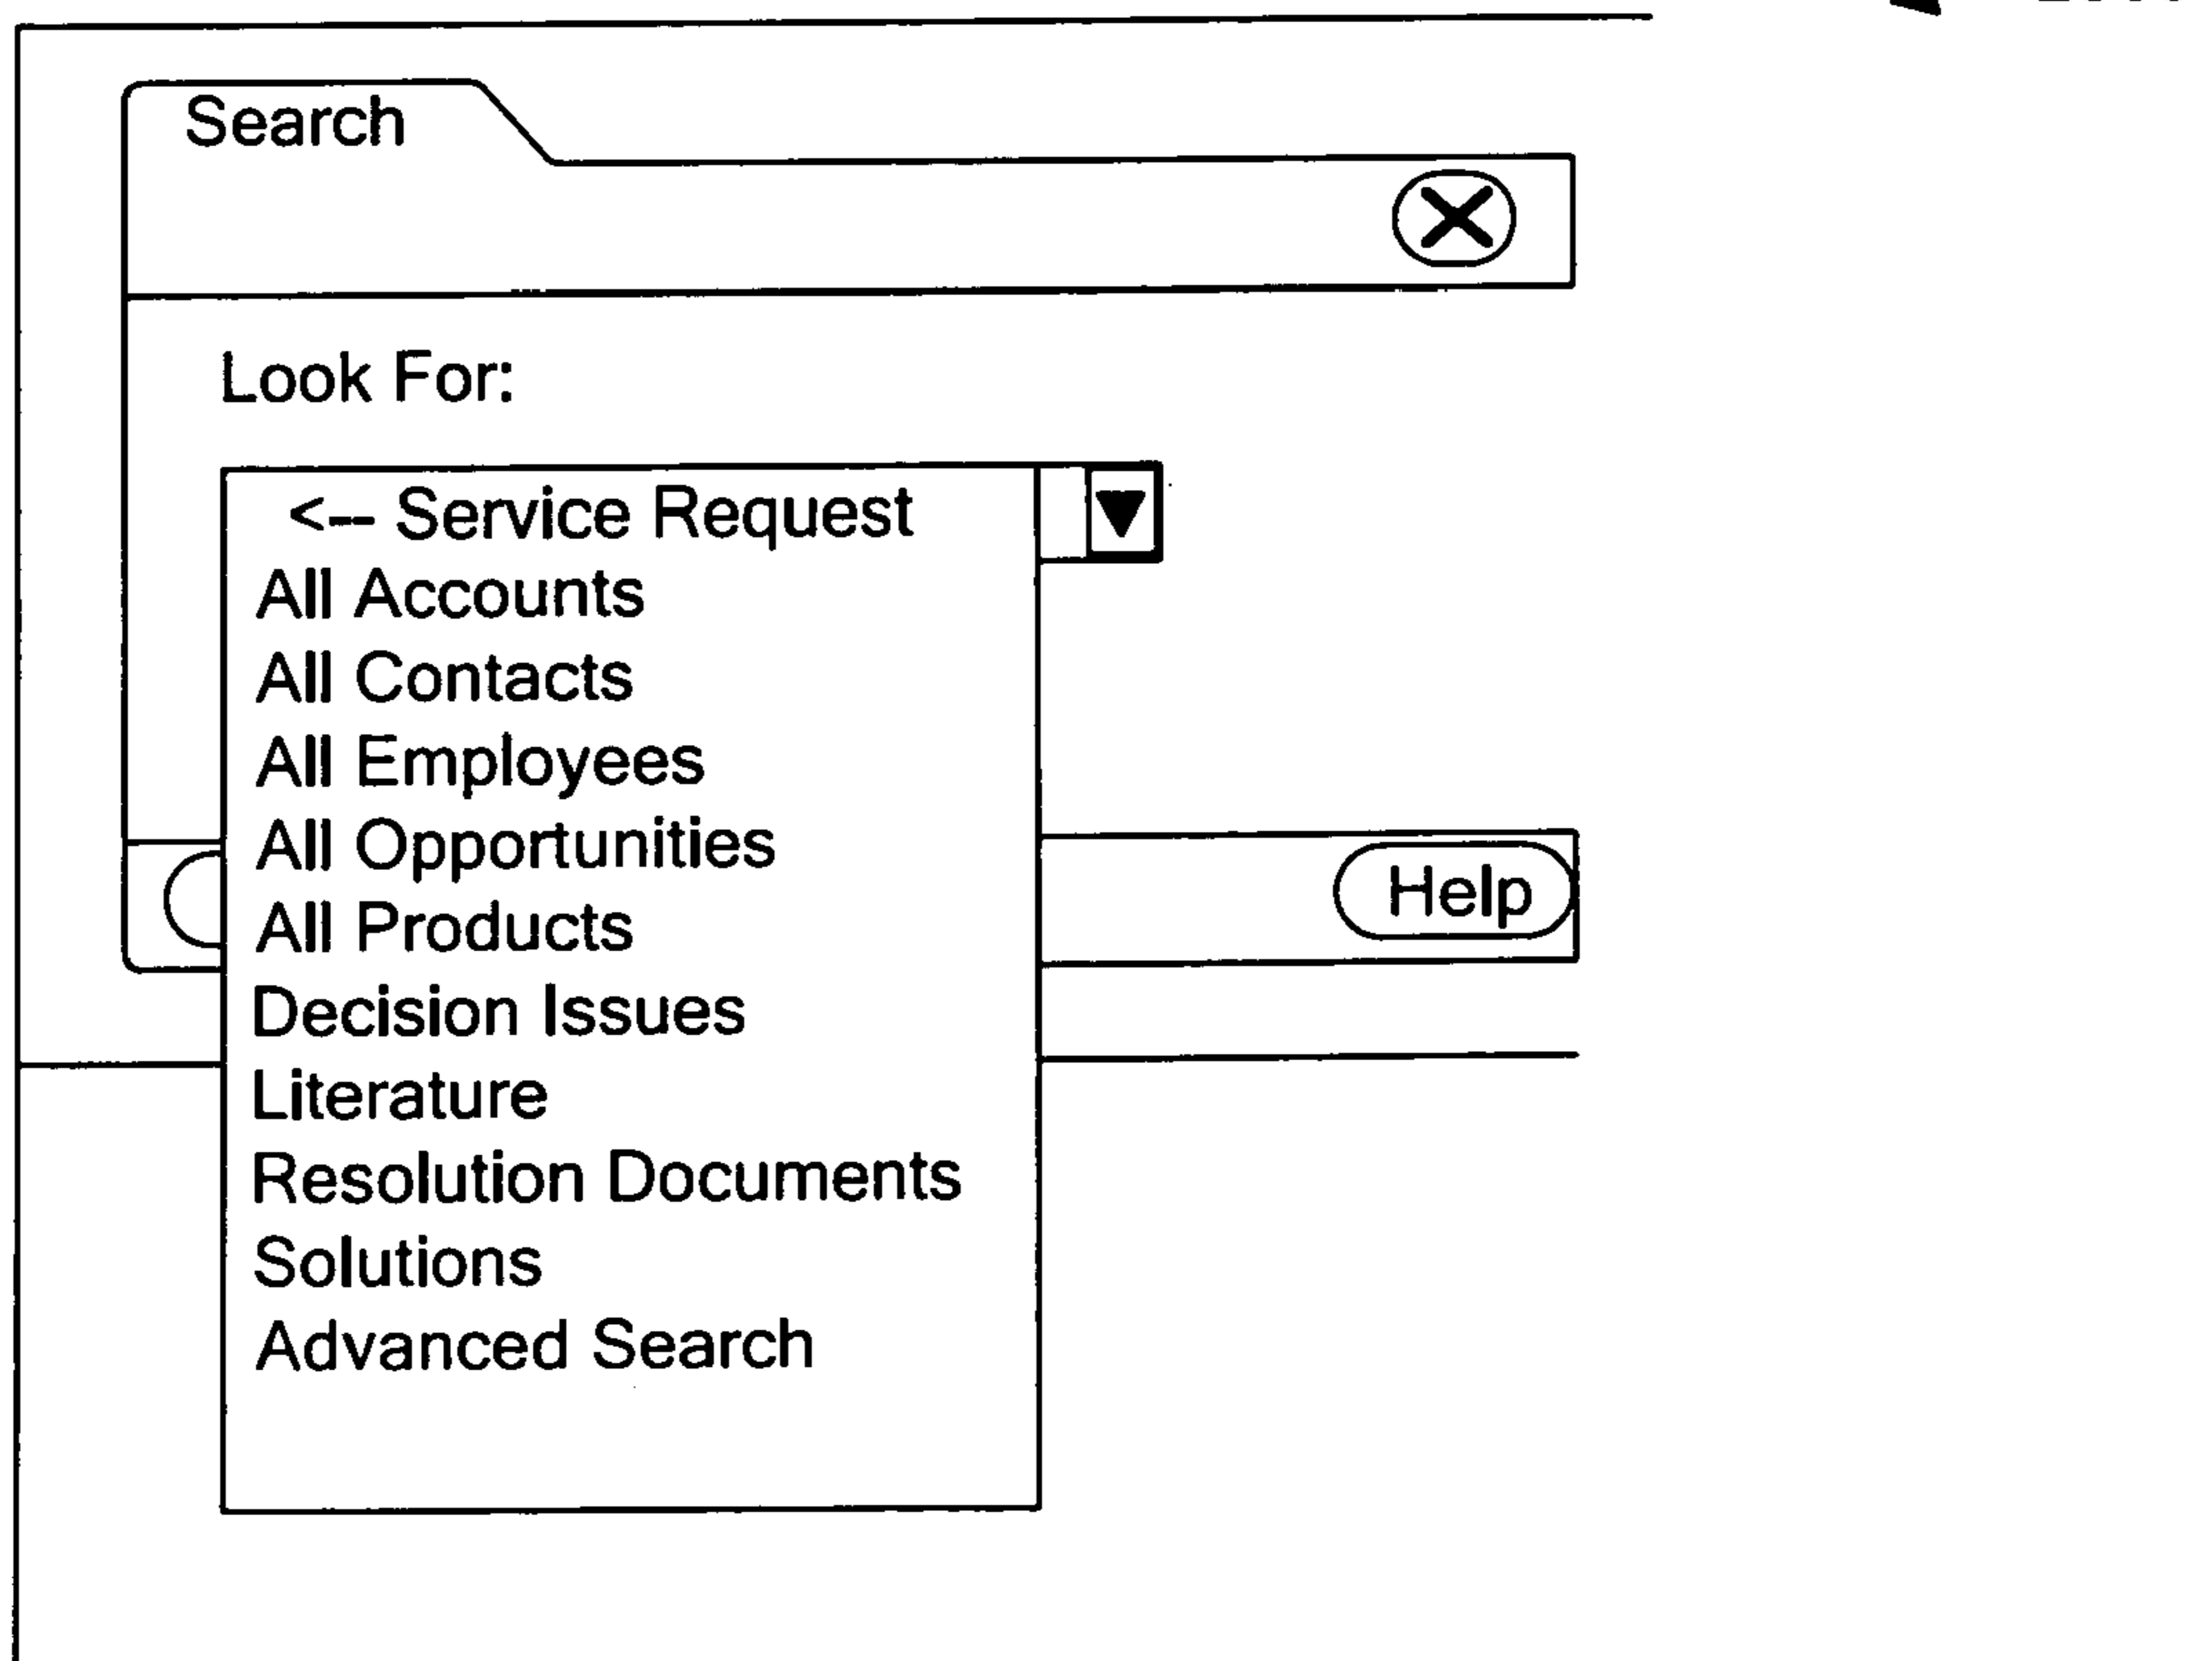 Search
Look For:
<-- Service Request
All Accounts
All Contacts
All Employees
All Opportunities
All Products
Help
Decision Issues
Literature
Resolution Documents
Solutions
Advanced Search